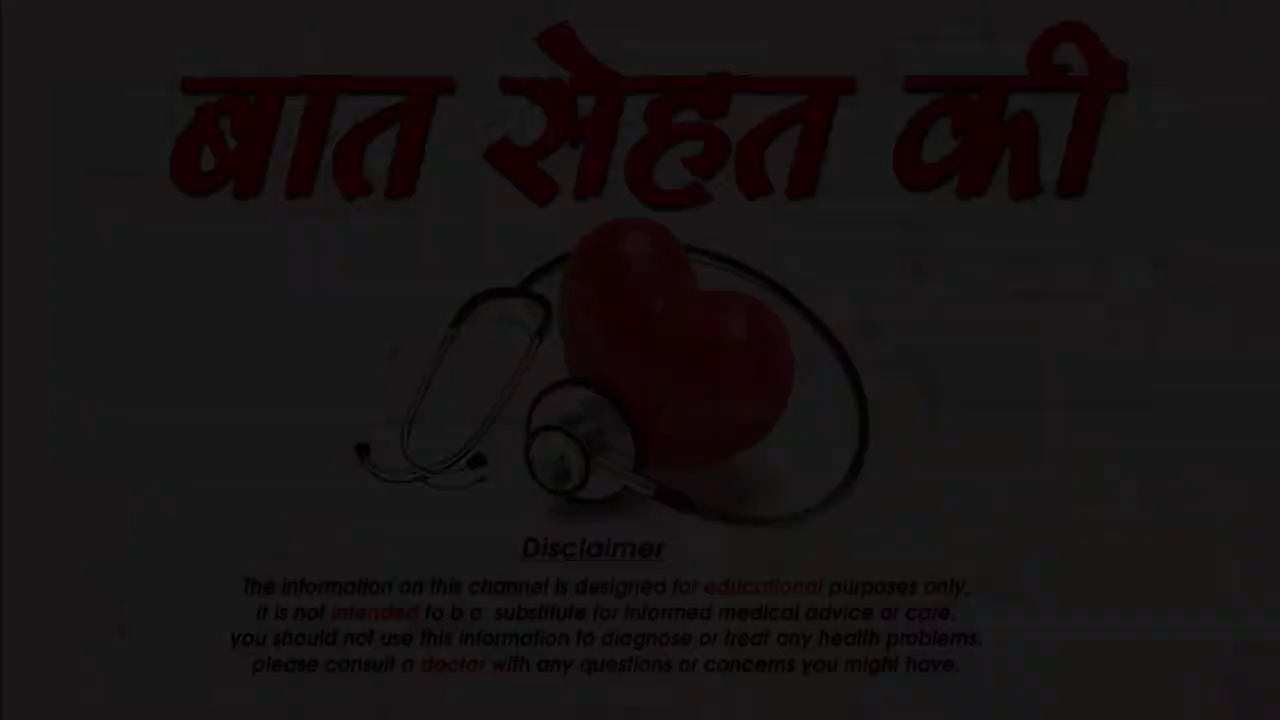 बात सेहत की
Disclaimer
The information on this channel is designed for educational purposes only,
it is not intended to b a substitute for informed medical advice or care.
you should not use this information to diagnose or treat any health problems.
please consult a doctor with any questions or concerns you might have.